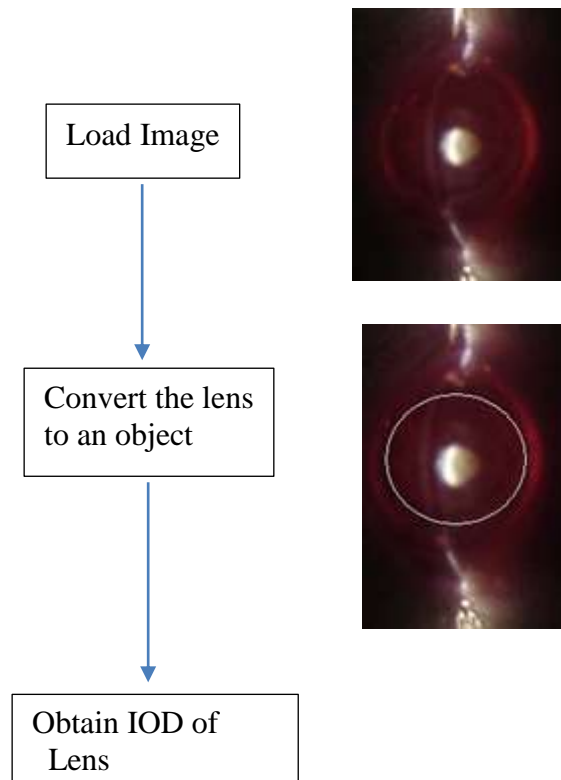 Load Image
Convert the lens
to an object
Obtain IOD of
Lens